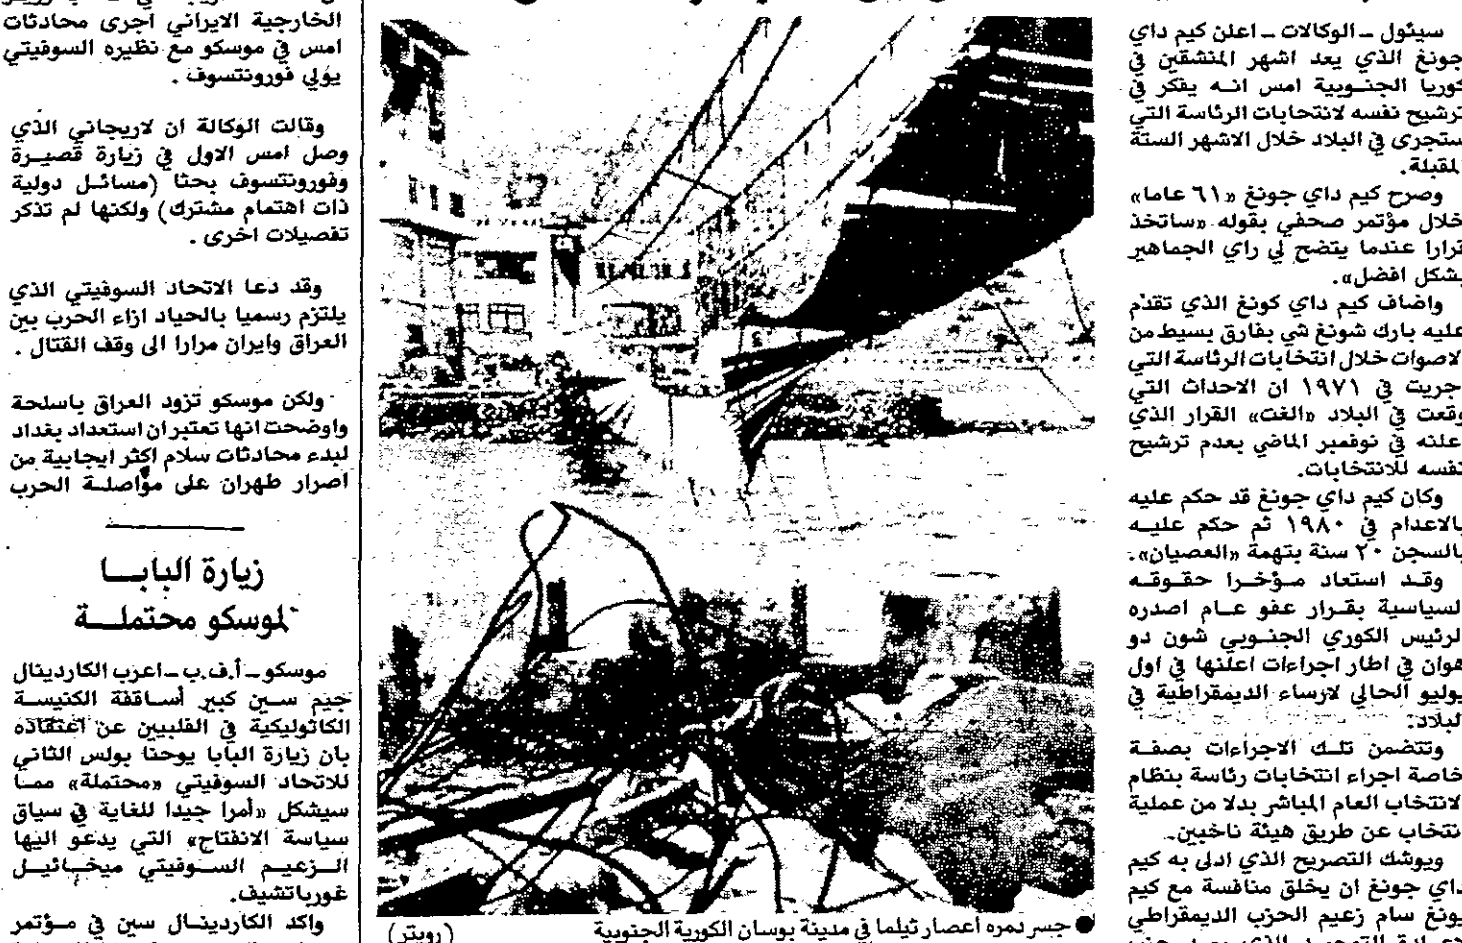 سيئول ـ الوكالات ـ اعلن كيم داي
جونغ الذي يعد اشهر المنشقين في
كوريا الجنوبية امس انه يفكر في
ترشيح نفسه لانتخابات الرئاسة التي
ستجرى في البلاد خلال الاشهر الستة
المقبلة.
وصرح كيم داي جونغ «٦١ عاما»
خلال مؤتمر صحفي بقوله «ساتخذ
قرارا عندما يتضح لي راي الجماهير
بشكل افضل».
واضاف كيم داي كونغ الذي تقدم
عليه بارك شونغ شي بفارق بسيط من
الاصوات خلال انتخابات الرئاسة التي
اجريت في ١٩٧١ ان الاحداث التي
وقعت في البلاد «الغت» القرار الذي
اعلنه في نوفمبر الماضي بعدم ترشيح
نفسه للانتخابات.
وكان كيم داي جونغ قد حكم عليه
بالاعدام في ١٩٨٠ ثم حكم عليه
بالسجن ٢٠ سنة بتهمة «العصيان».
وقد استعاد مؤخرا حقوقه
السياسية بقرار عفو عام اصدره
الرئيس الكوري الجنوبي شون دو
هوان في اطار اجراءات اعلنها في اول
يوليو الحالي لارساء الديمقراطية في
البلاد.
وتتضمن تلك الاجراءات بصفة
خاصة اجراء انتخابات رئاسة بنظام
الانتخاب العام المباشر بدلا من عملية
انتخاب عن طريق هيئة ناخبين.
ويوشك التصريح الذي ادلى به كيم
داي جونغ ان يخلق منافسة مع كيم
يونغ سام زعيم الحزب الديمقراطي
● جسر دمره اعصار ثيلما في مدينة بوسان الكورية الجنوبية (رويتر)
الخارجية الايراني اجرى محادثات
امس في موسكو مع نظيره السوفيتي
يؤلي فورونتسوف .
وقالت الوكالة ان لاريجاني الذي
وصل امس الاول في زيارة قصيرة
وفورونتسوف بحثا (مسائل دولية
ذات اهتمام مشترك) ولكنها لم تذكر
تفصيلات اخرى .
وقد دعا الاتحاد السوفيتي الذي
يلتزم رسميا بالحياد ازاء الحرب بين
العراق وايران مرارا الى وقف القتال .
ولكن موسكو تزود العراق باسلحة
واوضحت انها تعتبر ان استعداد بغداد
لبدء محادثات سلام اكثر ايجابية من
اصرار طهران على مواصلة الحرب
زيارة البابا
لموسكو محتملة
موسكو ـ أ.ف.ب ـ اعرب الكاردينال
جيم سين كبير أساقفة الكنيسة
الكاثوليكية في الفلبين عن اعتقاده
بأن زيارة البابا يوحنا بولس الثاني
للاتحاد السوفيتي «محتملة» مما
سيشكل «أمرا جيدا للغاية في سياق
سياسة الانفتاح» التي يدعو اليها
الزعيم السوفيتي ميخائيل
غورباتشيف.
واكد الكاردينال سين في مؤتمر